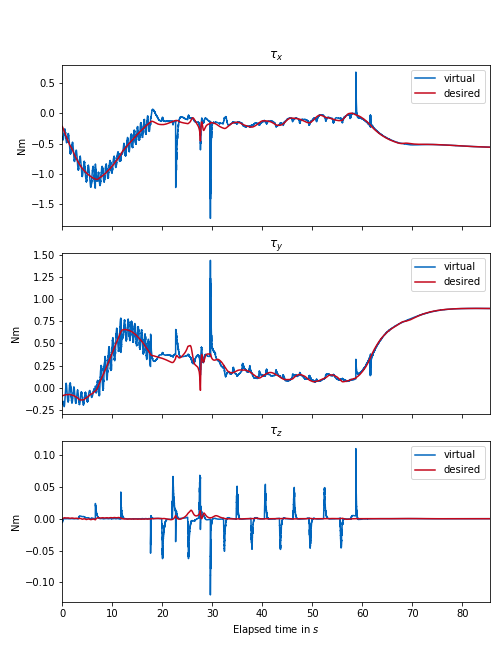 τx
0.5
0.0
−0.5
−1.0
−1.5
Nm
virtual
desired
τy
1.50
1.25
1.00
0.75
0.50
0.25
0.00
−0.25
Nm
virtual
desired
τz
0.10
0.05
0.00
−0.05
−0.10
Nm
virtual
desired
0 10 20 30 40 50 60 70 80
Elapsed time in s